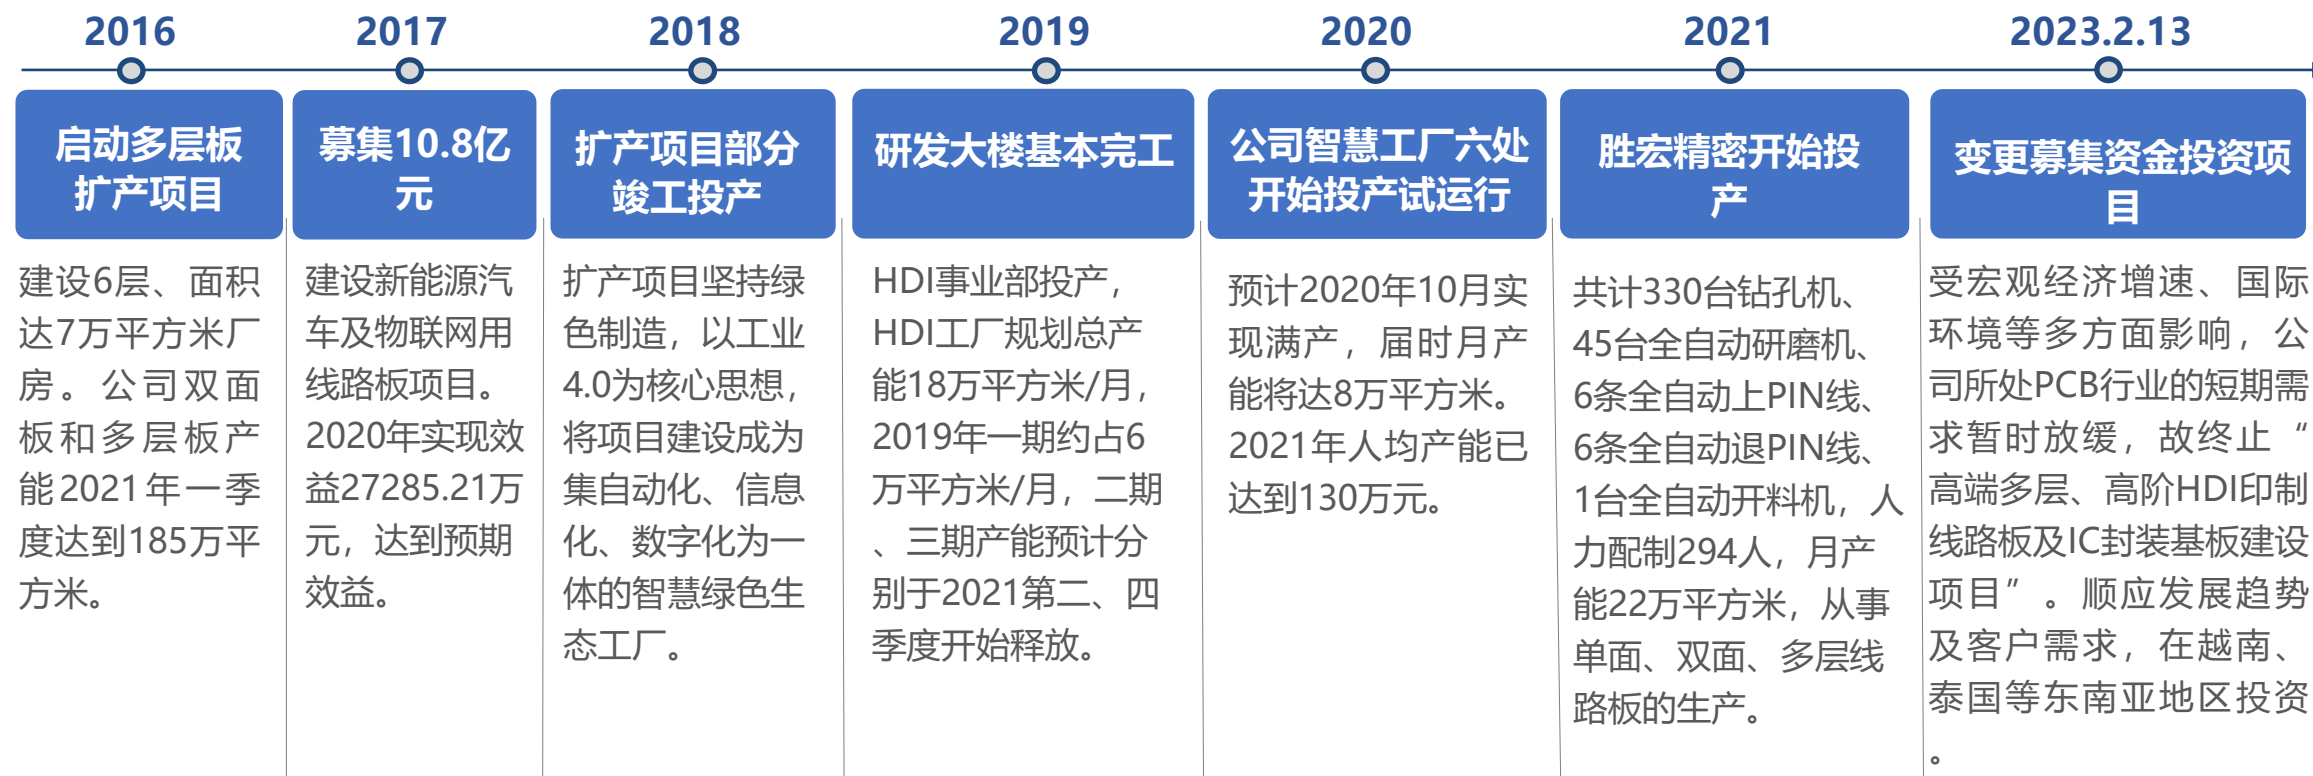 2016
启动多层板
扩产项目
建设6层、面积
达7万平方米厂
房。公司双面
板和多层板产
能2021年一季
度达到185万平
方米。
2017
募集10.8亿
元
建设新能源汽
车及物联网用
线路板项目。
2020年实现效
益27285.21万
元，达到预期
效益。
2018
扩产项目部分
竣工投产
扩产项目坚持绿
色制造，以工业
4.0为核心思想，
将项目建设成为
集自动化、信息
化、数字化为一
体的智慧绿色生
态工厂。
2019
研发大楼基本完工
HDI事业部投产，
HDI工厂规划总产
能18万平方米/月，
2019年一期约占6
万平方米/月，二期
、三期产能预计分
别于2021第二、四
季度开始释放。
2020
公司智慧工厂六处
开始投产试运行
预计2020年10月实
现满产，届时月产
能将达8万平方米。
2021年人均产能已
达到130万元。
2021
胜宏精密开始投
产
共计330台钻孔机、
45台全自动研磨机、
6条全自动上PIN线、
6条全自动退PIN线、
1台全自动开料机，人
力配制294人，月产
能22万平方米，从事
单面、双面、多层线
路板的生产。
2023.2.13
变更募集资金投资项
目
受宏观经济增速、国际
环境等多方面影响，公
司所处PCB行业的短期需
求暂时放缓，故终止“
高端多层、高阶HDI印制
线路板及IC封装基板建设
项目”。顺应发展趋势
及客户需求，在越南、
泰国等东南亚地区投资
。